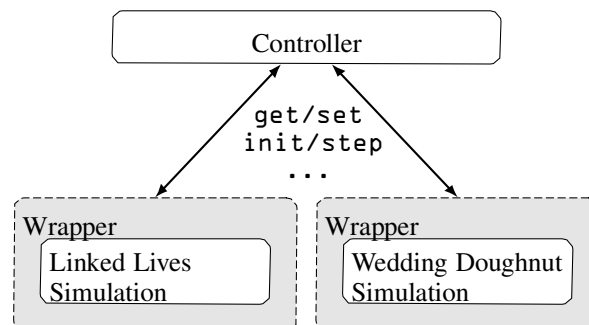 Controller
get/set
init/step
...
Wrapper
Linked Lives
Simulation
Wrapper
Wedding Doughnut
Simulation